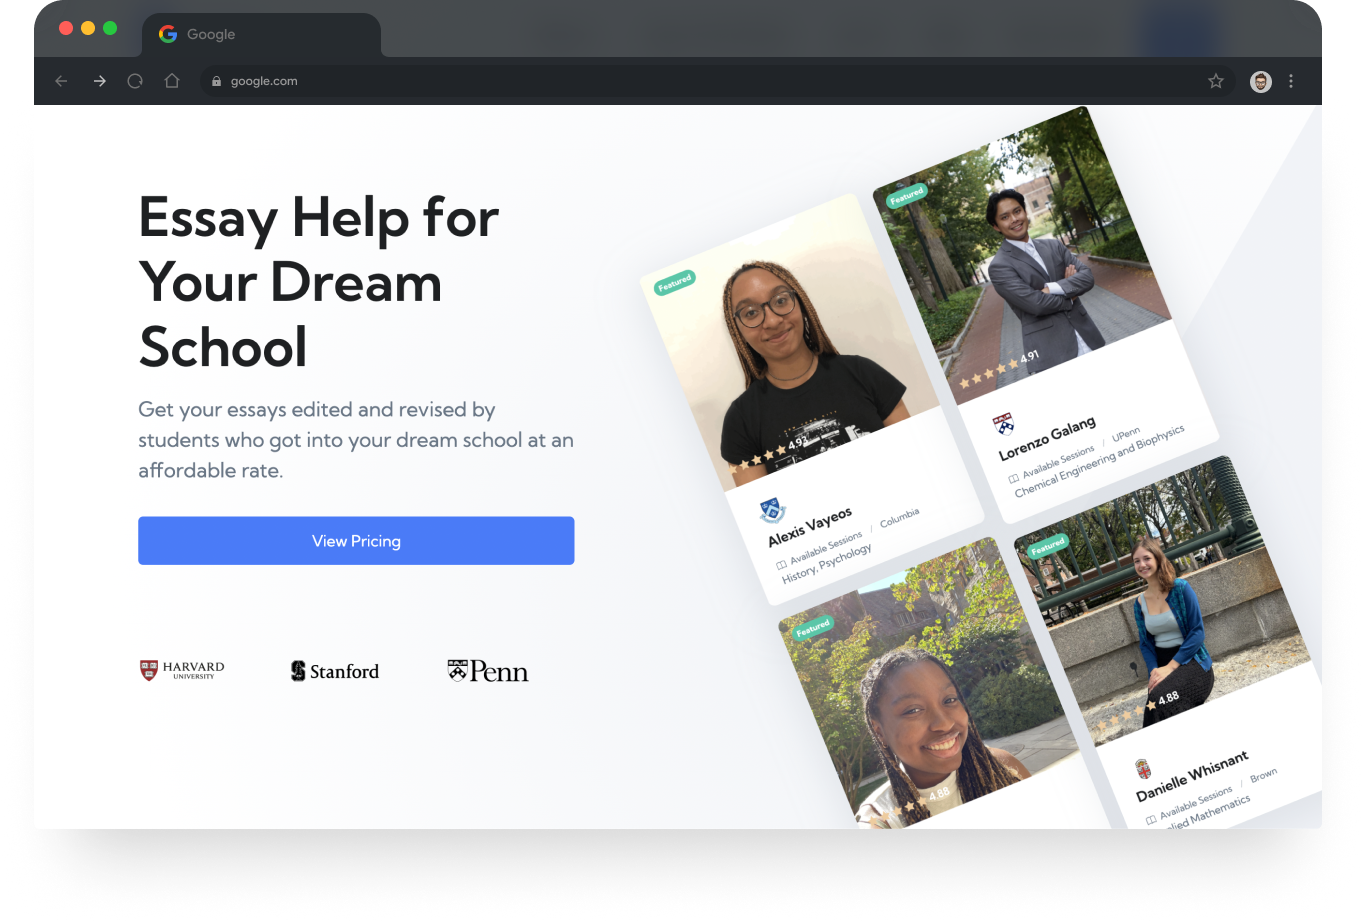 Google
google.com
Essay Help for
Your Dream
School
Get your essays edited and revised by
students who got into your dream school at an
affordable rate.
View Pricing
HARVARD
UNIVERSITY
Stanford
Penn
Featured
4.93
Alexis Vayeos
Available Sessions / Columbia
History, Psychology
Featured
4.91
Lorenzo Galang
Available Sessions / UPenn
Chemical Engineering and Biophysics
Featured
4.88
Featured
4.88
Danielle Whisnant
Available Sessions / Brown
Mathematics